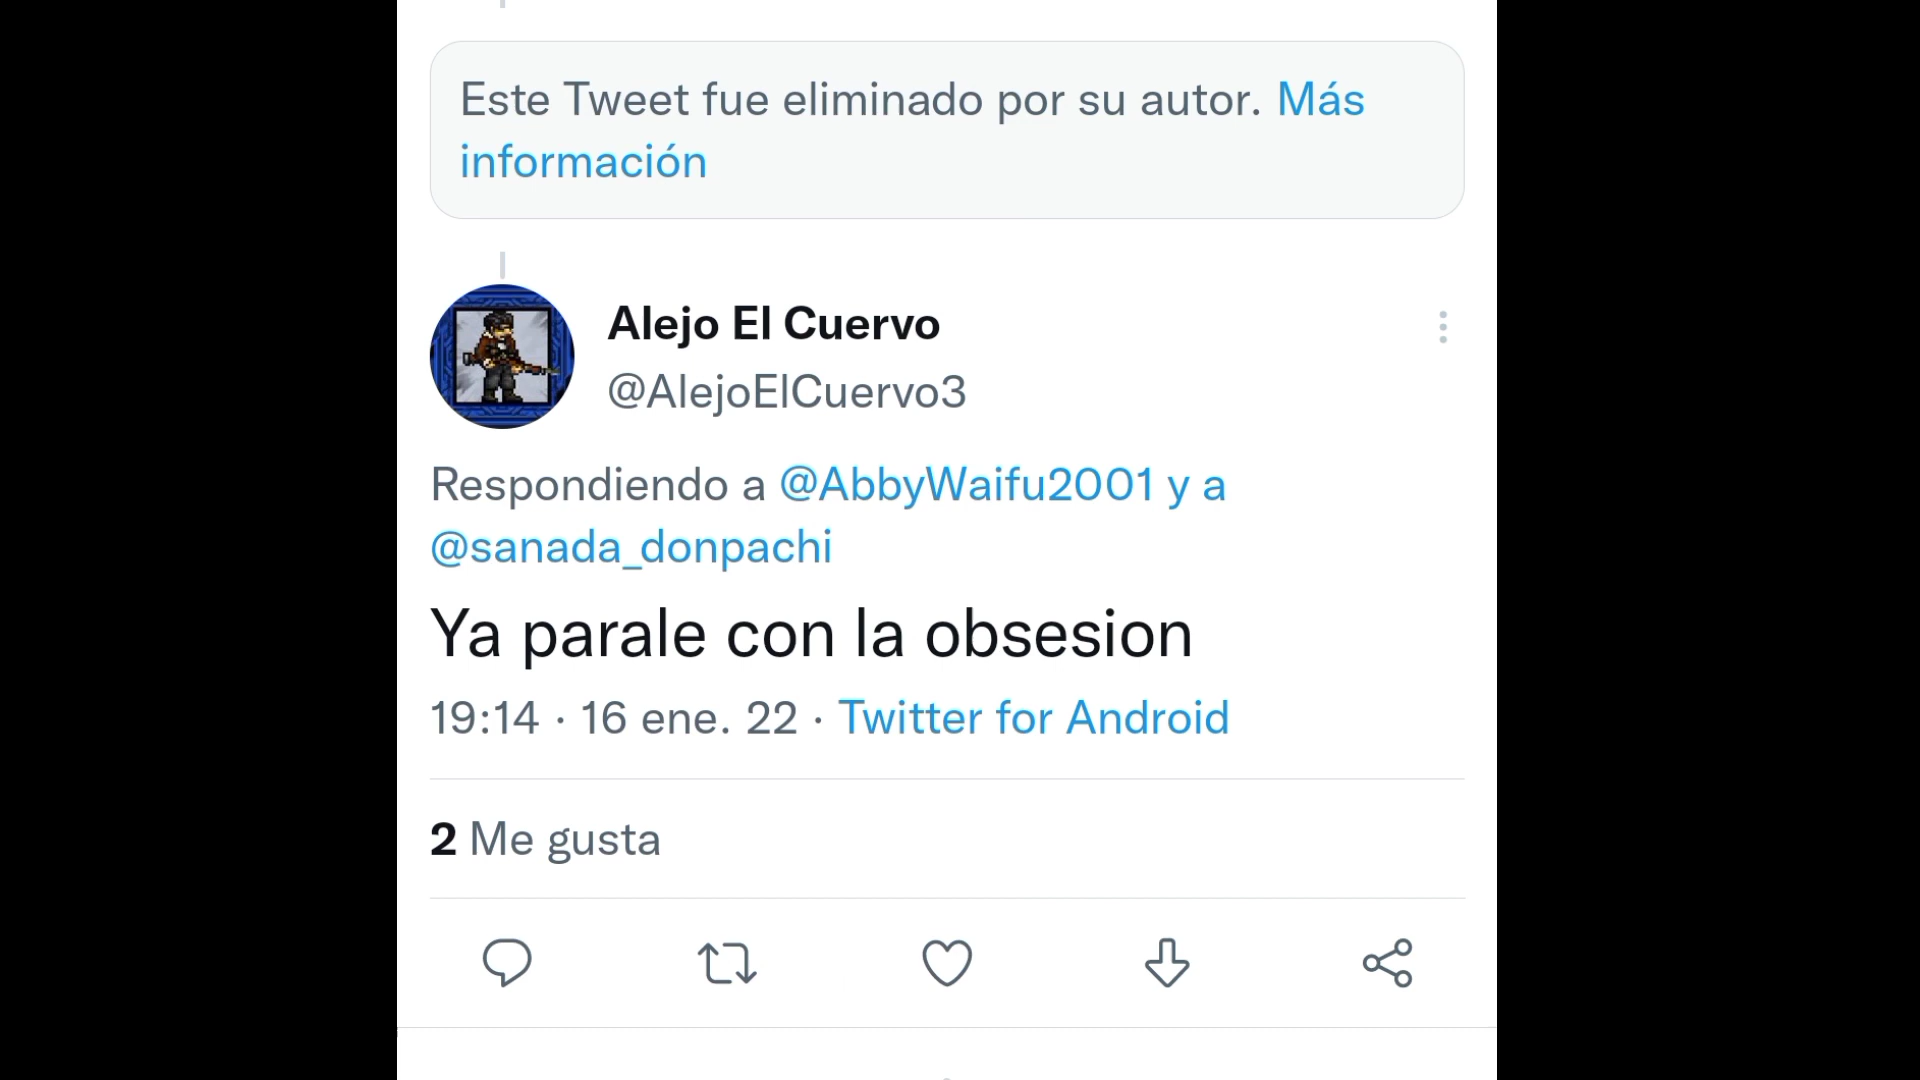 Este Tweet fue eliminado por su autor. Más
información
Alejo El Cuervo
@AlejoElCuervo3
Respondiendo a @AbbyWaifu2001 y a
@sanada_donpachi
Ya parale con la obsesion
19:14 · 16 ene. 22 · Twitter for Android
2 Me gusta